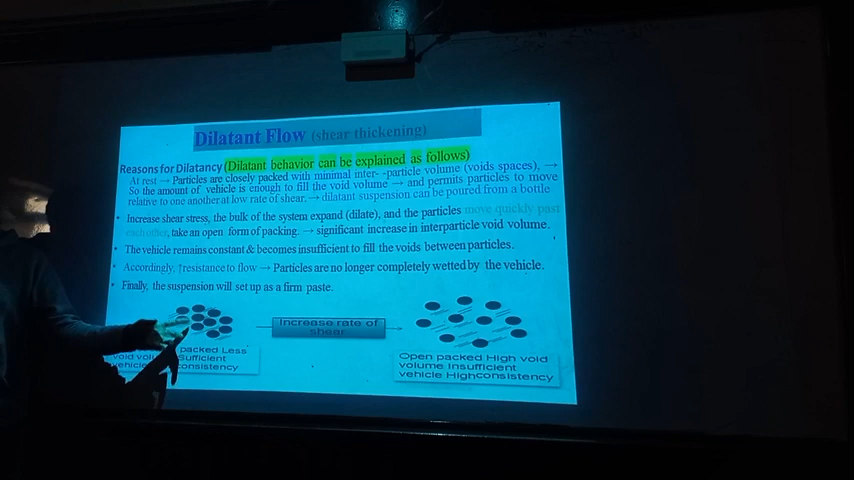 Dilatant Flow (shear thickening)
Reasons for Dilatancy (Dilatant behavior can be explained as follows)
At rest → Particles are closely packed with minimal inter- -particle volume (voids spaces), →
So the amount of vehicle is enough to fill the void volume → and permits particles to move
relative to one another at low rate of shear. → dilatant suspension can be poured from a bottle
• Increase shear stress, the bulk of the system expand (dilate), and the particles move quickly past
each other, take an open form of packing. → significant increase in interparticle void volume.
• The vehicle remains constant & becomes insufficient to fill the voids between particles.
• Accordingly, ↑resistance to flow → Particles are no longer completely wetted by the vehicle.
• Finally, the suspension will set up as a firm paste.
Increase rate of
shear
packed Less
void Sufficient
consistency
Open packed High void
volume Insufficient
vehicle Highconsistency